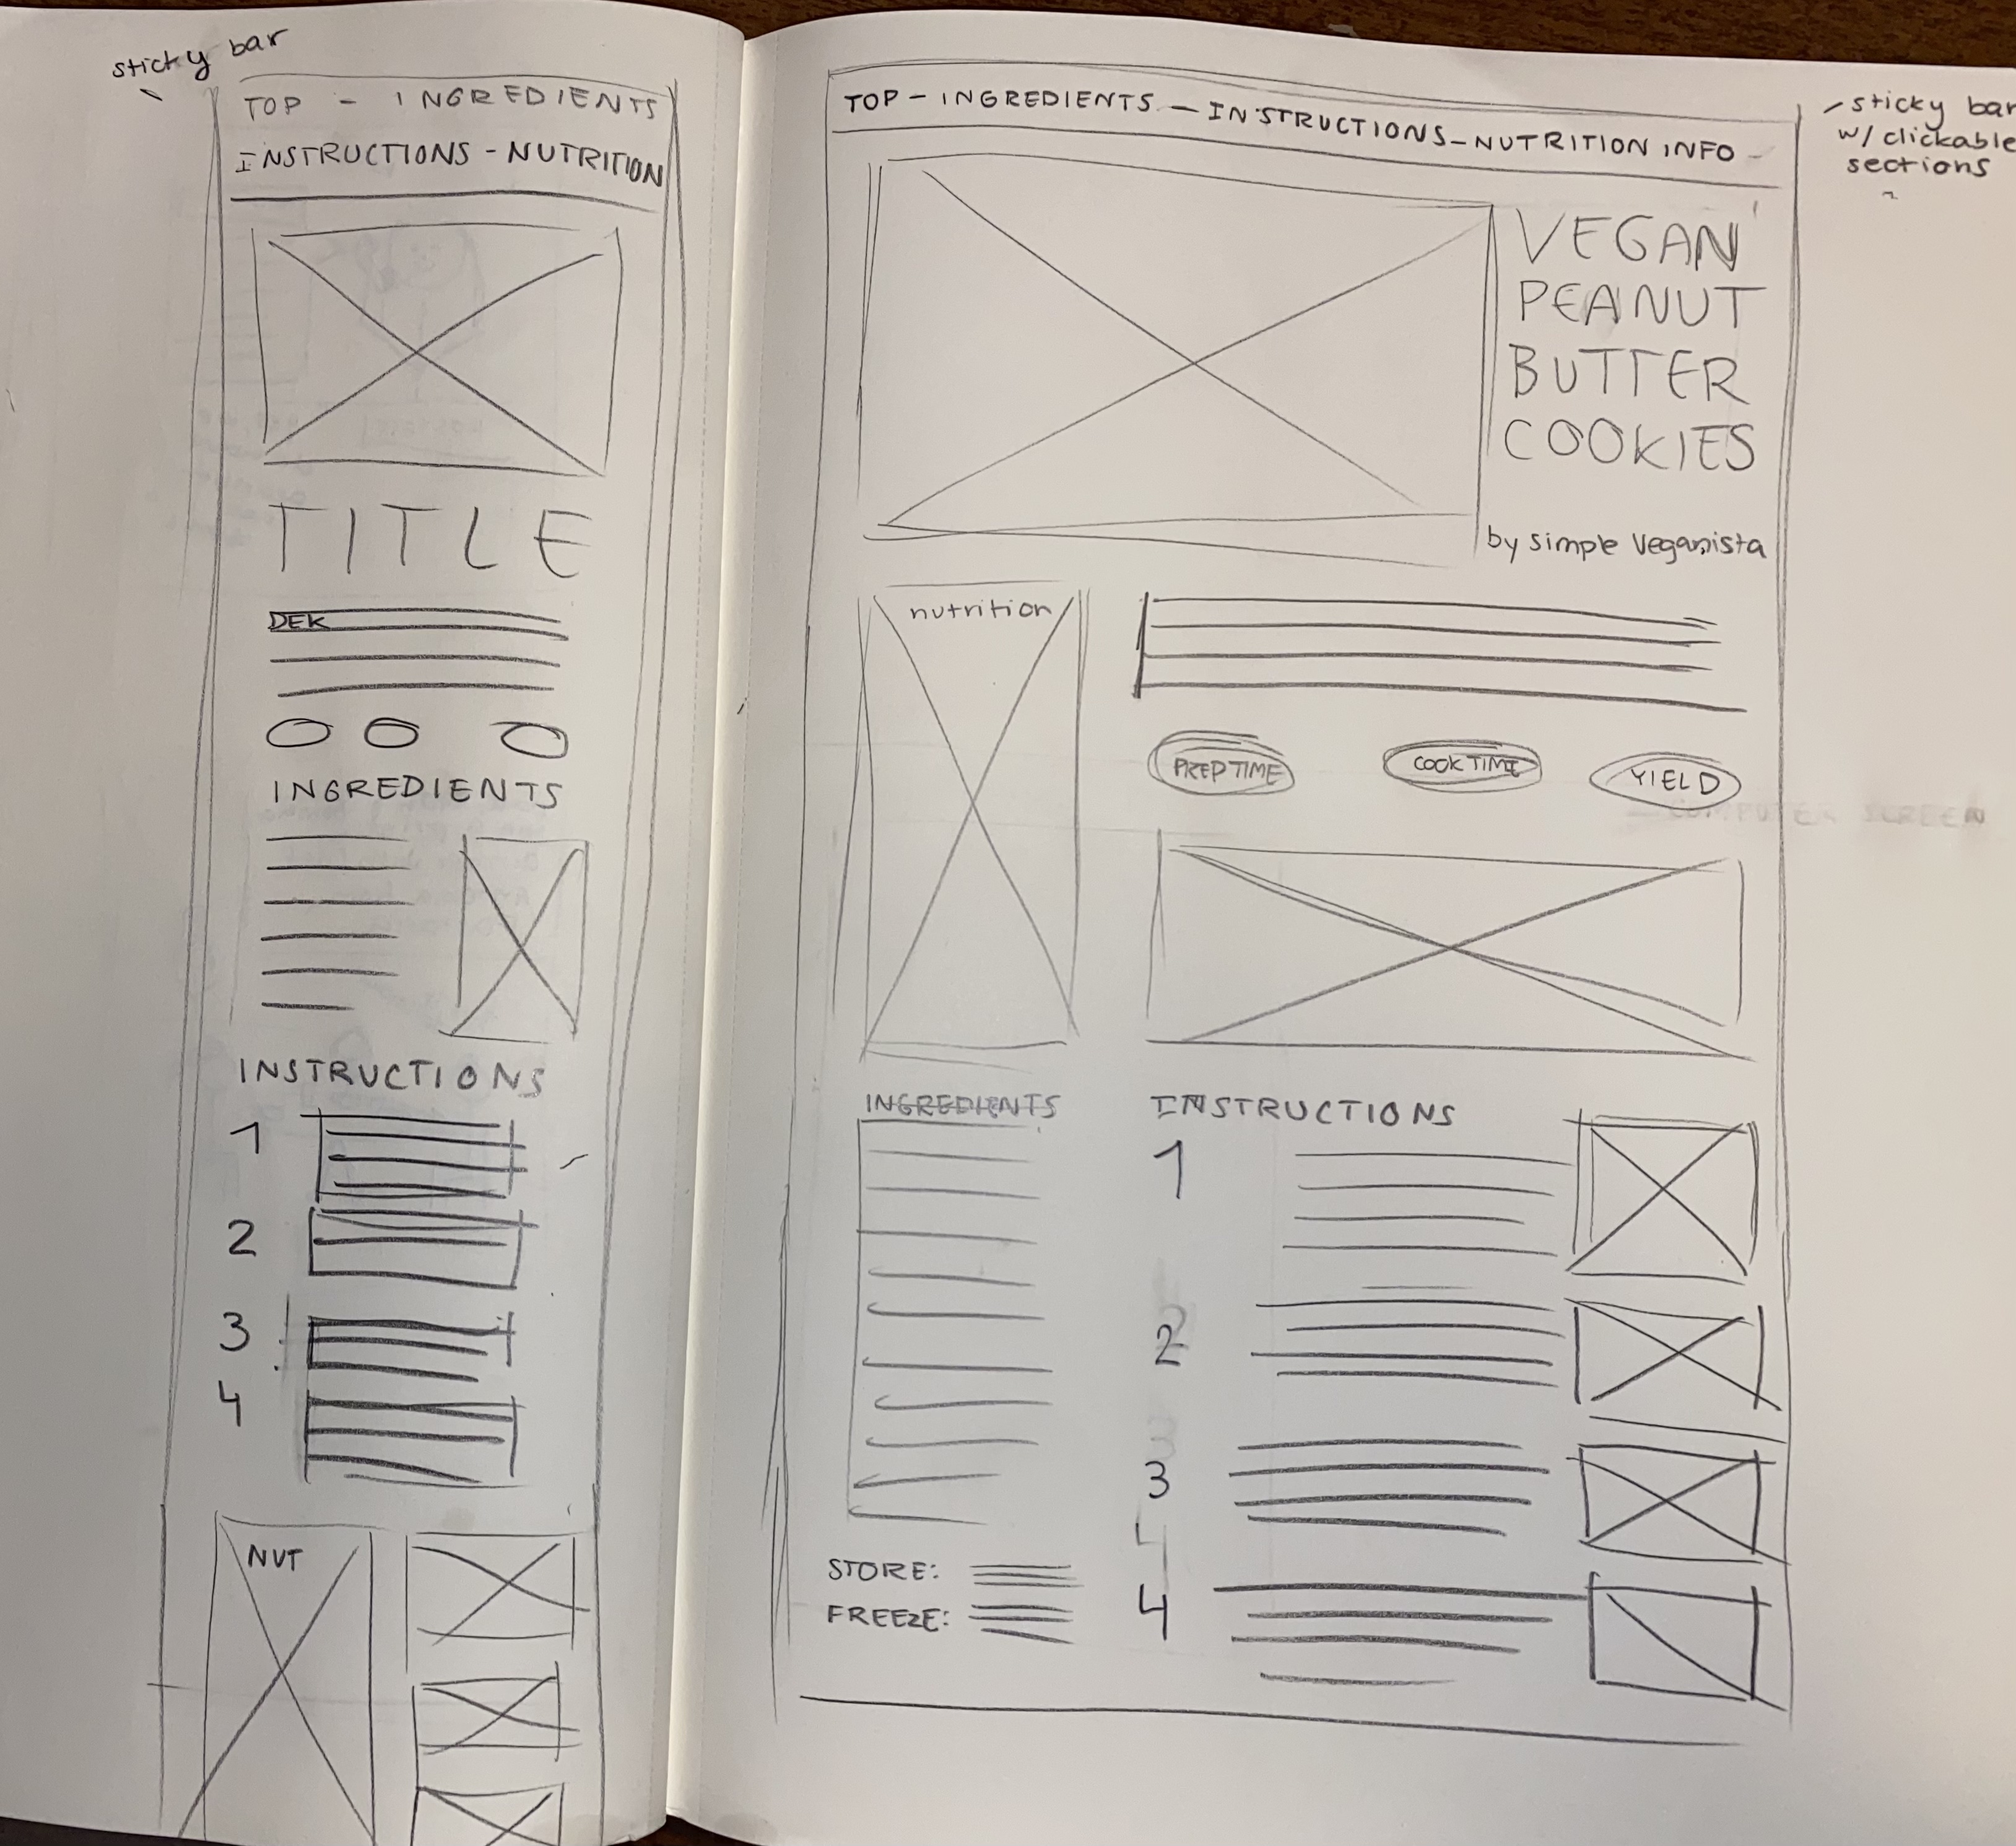 sticky bar
TOP - INGREDIENTS
INSTRUCTIONS - NUTRITION
TITLE
DEK
INGREDIENTS
INSTRUCTIONS
1
2
3
4
NUT
TOP - INGREDIENTS - INSTRUCTIONS - NUTRITION INFO -
sticky bar
w/ clickable
sections
VEGAN
PEANUT
BUTTER
COOKIES
by simple Veganista
nutrition
PREP TIME
COOK TIME
YIELD
COMPUTER SCREEN
INGREDIENTS
INSTRUCTIONS
1
2
3
4
STORE:
FREEZE: